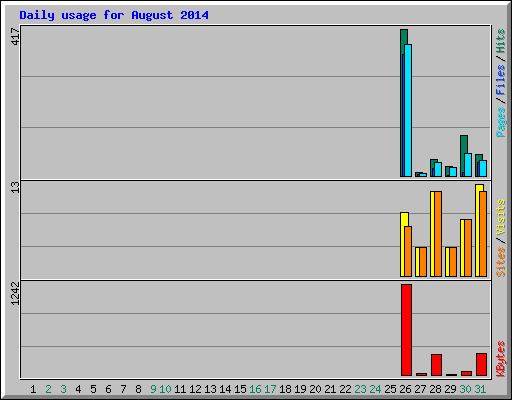 Daily usage for August 2014
417
Pages/Files/Hits
13
Sites/Visits
1242
KBytes
1 2 3 4 5 6 7 8 9 10 11 12 13 14 15 16 17 18 19 20 21 22 23 24 25 26 27 28 29 30 31